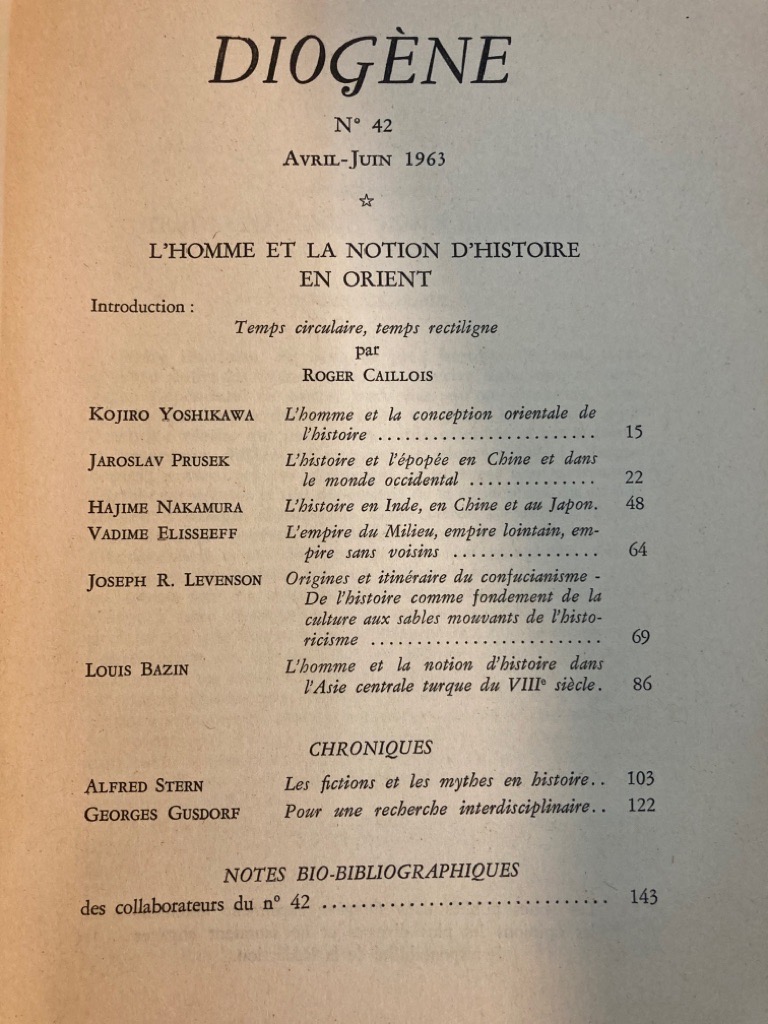 DIOGÈNE
N° 42
AVRIL-JUIN 1963
☆
L'HOMME ET LA NOTION D'HISTOIRE
EN ORIENT
Introduction :
Temps circulaire, temps rectiligne
par
ROGER CAILLOIS
KOJIRO YOSHIKAWA L'homme et la conception orientale de
l'histoire ........................ 15
JAROSLAV PRUSEK L'histoire et l'épopée en Chine et dans
le monde occidental .............. 22
HAJIME NAKAMURA L'histoire en Inde, en Chine et au Japon. 48
VADIME ELISSEEFF L'empire du Milieu, empire lointain, em-
pire sans voisins ................ 64
JOSEPH R. LEVENSON Origines et itinéraire du confucianisme -
De l'histoire comme fondement de la
culture aux sables mouvants de l'histo-
ricisme ......................... 69
LOUIS BAZIN L'homme et la notion d'histoire dans
l'Asie centrale turque du VIIIe siècle. 86
CHRONIQUES
ALFRED STERN Les fictions et les mythes en histoire.. 103
GEORGES GUSDORF Pour une recherche interdisciplinaire.. 122
NOTES BIO-BIBLIOGRAPHIQUES
des collaborateurs du n° 42 .............................. 143